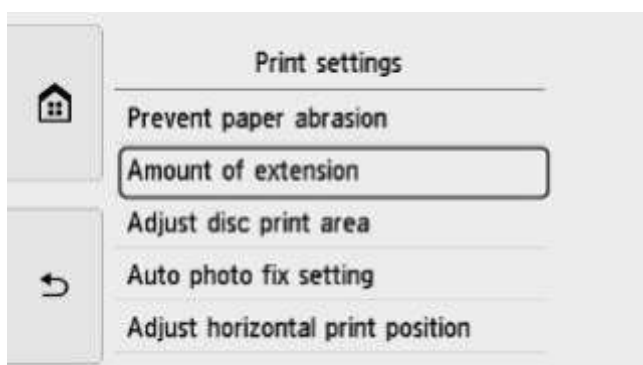 Print settings
Prevent paper abrasion
Amount of extension
Adjust disc print area
Auto photo fix setting
Adjust horizontal print position